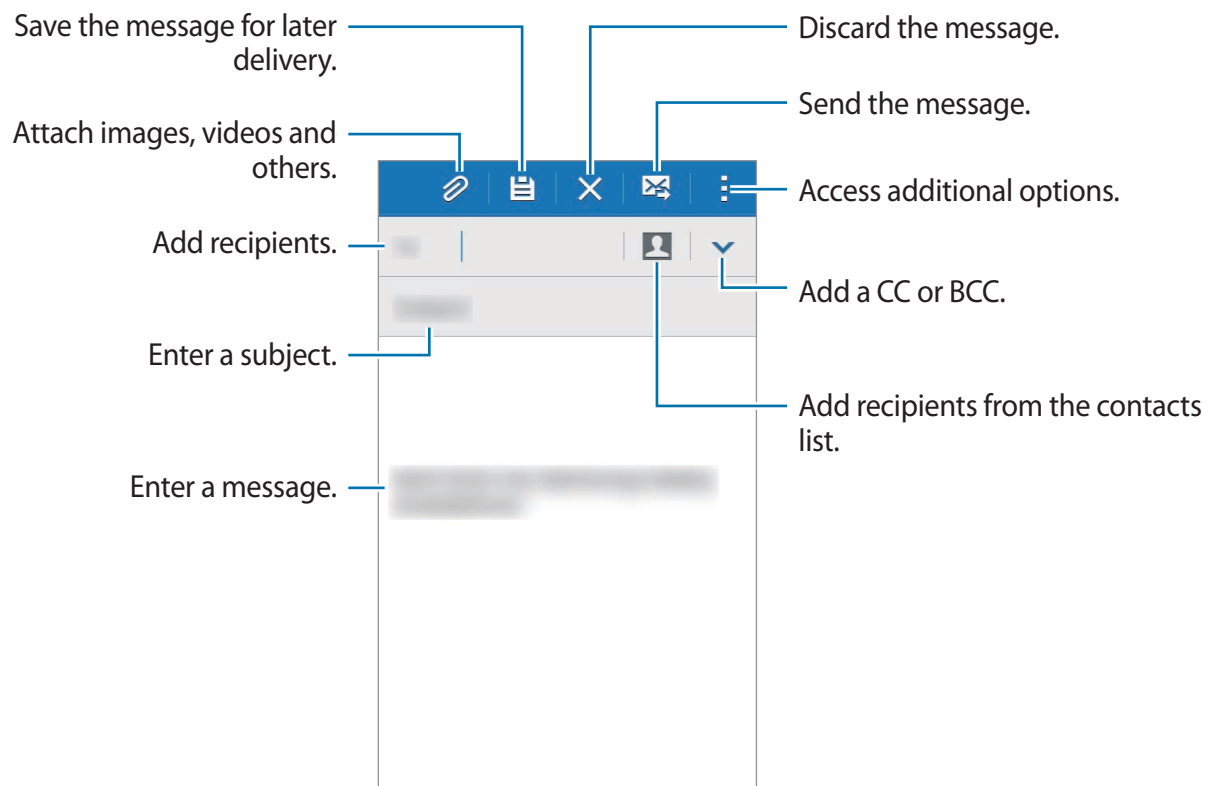 Save the message for later
delivery.
Attach images, videos and
others.
Add recipients.
Enter a subject.
Enter a message.
Discard the message.
Send the message.
Access additional options.
Add a CC or BCC.
Add recipients from the contacts
list.